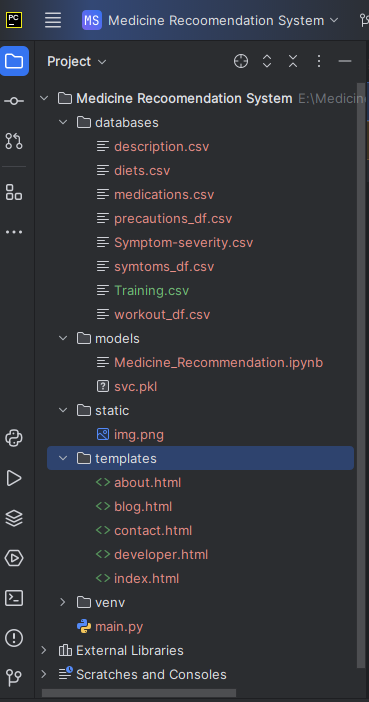 PC
MS Medicine Recoomendation System
Project
Medicine Recoomendation System E:\Medicin
databases
description.csv
diets.csv
medications.csv
precautions_df.csv
Symptom-severity.csv
symtoms_df.csv
Training.csv
workout_df.csv
models
Medicine_Recommendation.ipynb
svc.pkl
static
img.png
templates
about.html
blog.html
contact.html
developer.html
index.html
venv
main.py
External Libraries
Scratches and Consoles